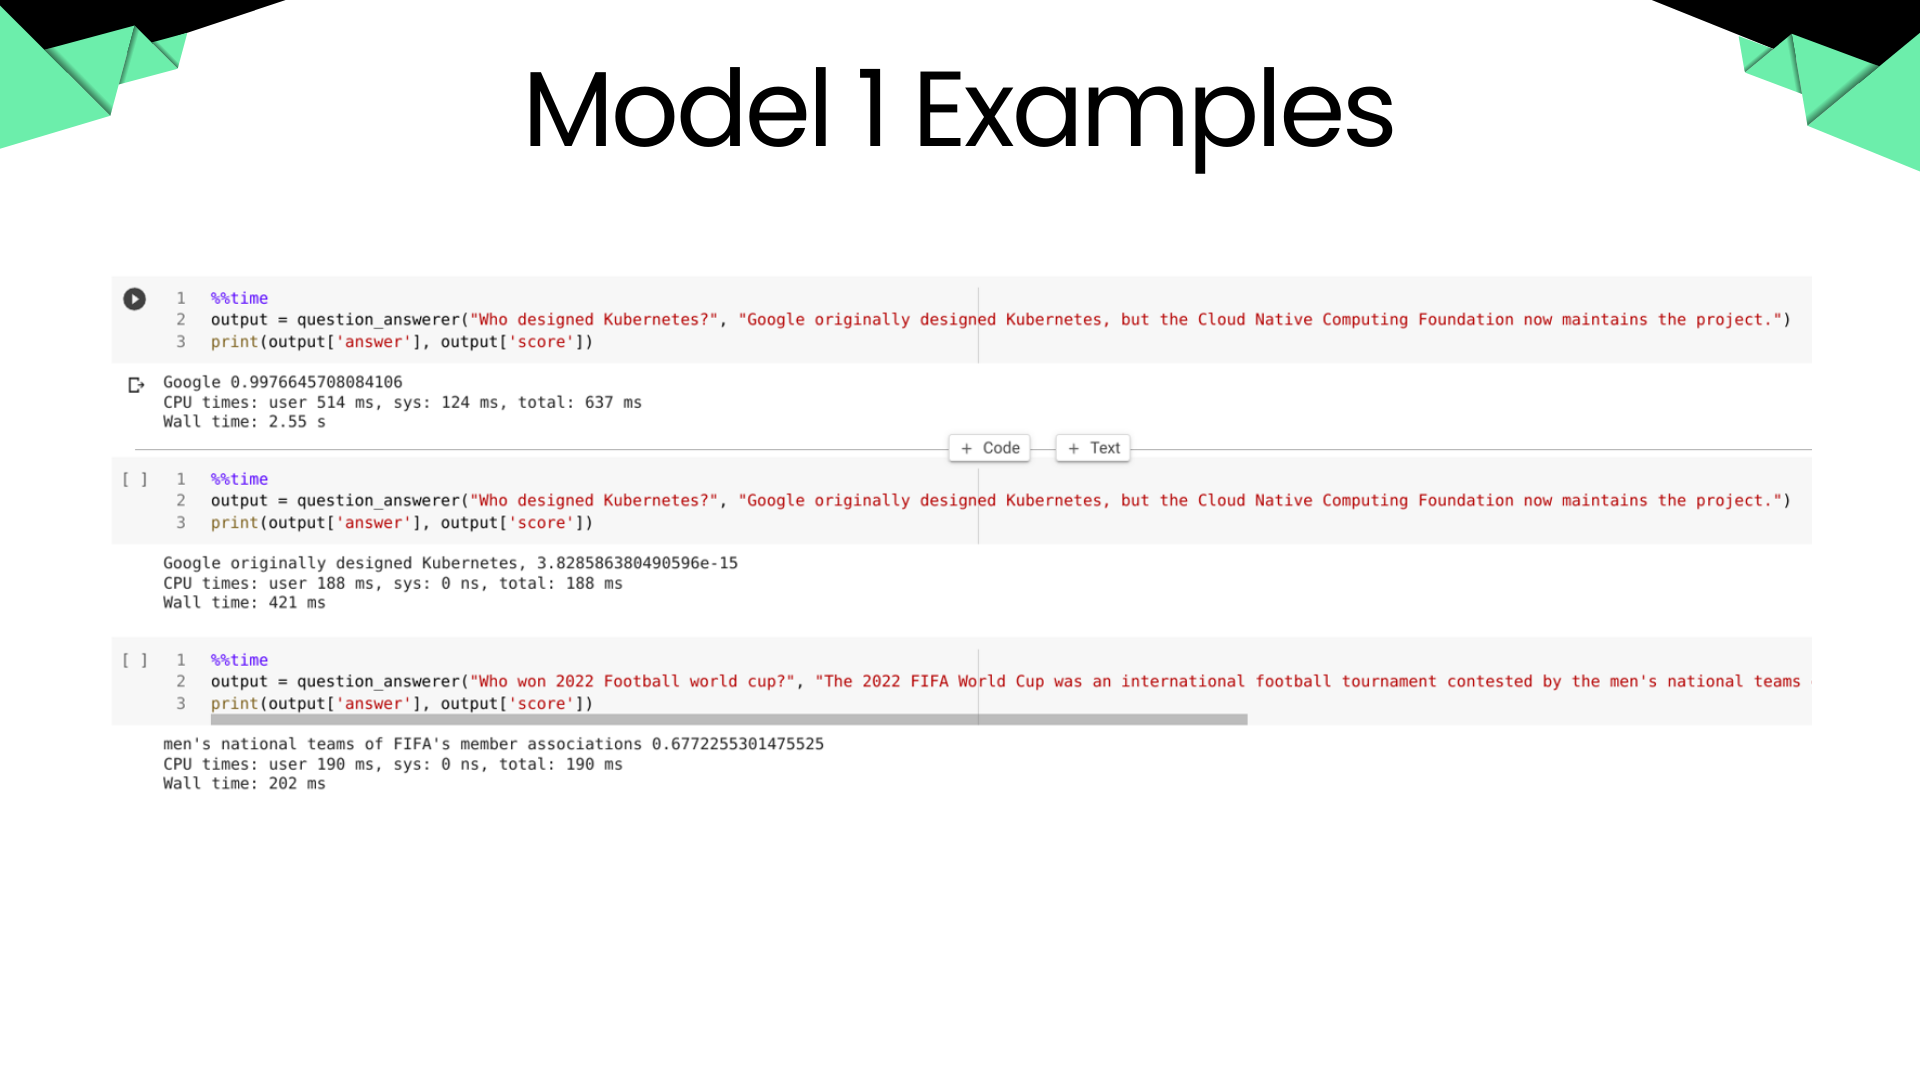 Model 1 Examples
1 %%time
2 output = question_answerer("Who designed Kubernetes?", "Google originally designed Kubernetes, but the Cloud Native Computing Foundation now maintains the project.")
3 print(output['answer'], output['score'])
Google 0.9976645708084106
CPU times: user 514 ms, sys: 124 ms, total: 637 ms
Wall time: 2.55 s
+ Code + Text
[ ] 1 %%time
2 output = question_answerer("Who designed Kubernetes?", "Google originally designed Kubernetes, but the Cloud Native Computing Foundation now maintains the project.")
3 print(output['answer'], output['score'])
Google originally designed Kubernetes, 3.828586380490596e-15
CPU times: user 188 ms, sys: 0 ns, total: 188 ms
Wall time: 421 ms
[ ] 1 %%time
2 output = question_answerer("Who won 2022 Football world cup?", "The 2022 FIFA World Cup was an international football tournament contested by the men's national teams
3 print(output['answer'], output['score'])
men's national teams of FIFA's member associations 0.6772255301475525
CPU times: user 190 ms, sys: 0 ns, total: 190 ms
Wall time: 202 ms